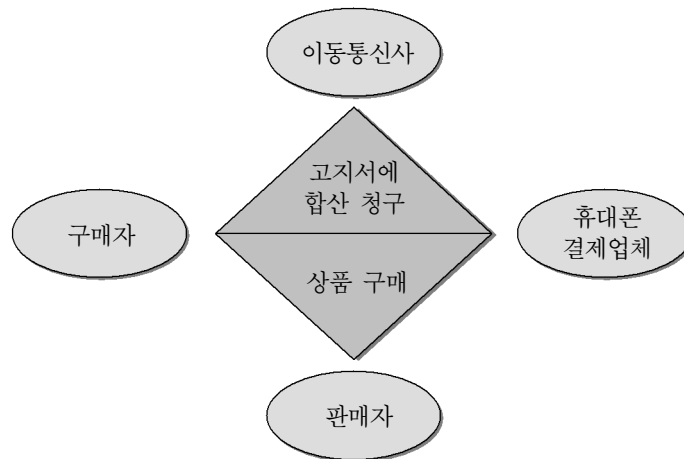 이동통신사
고지서에
합산 청구
구매자
휴대폰
결제업체
상품 구매
판매자